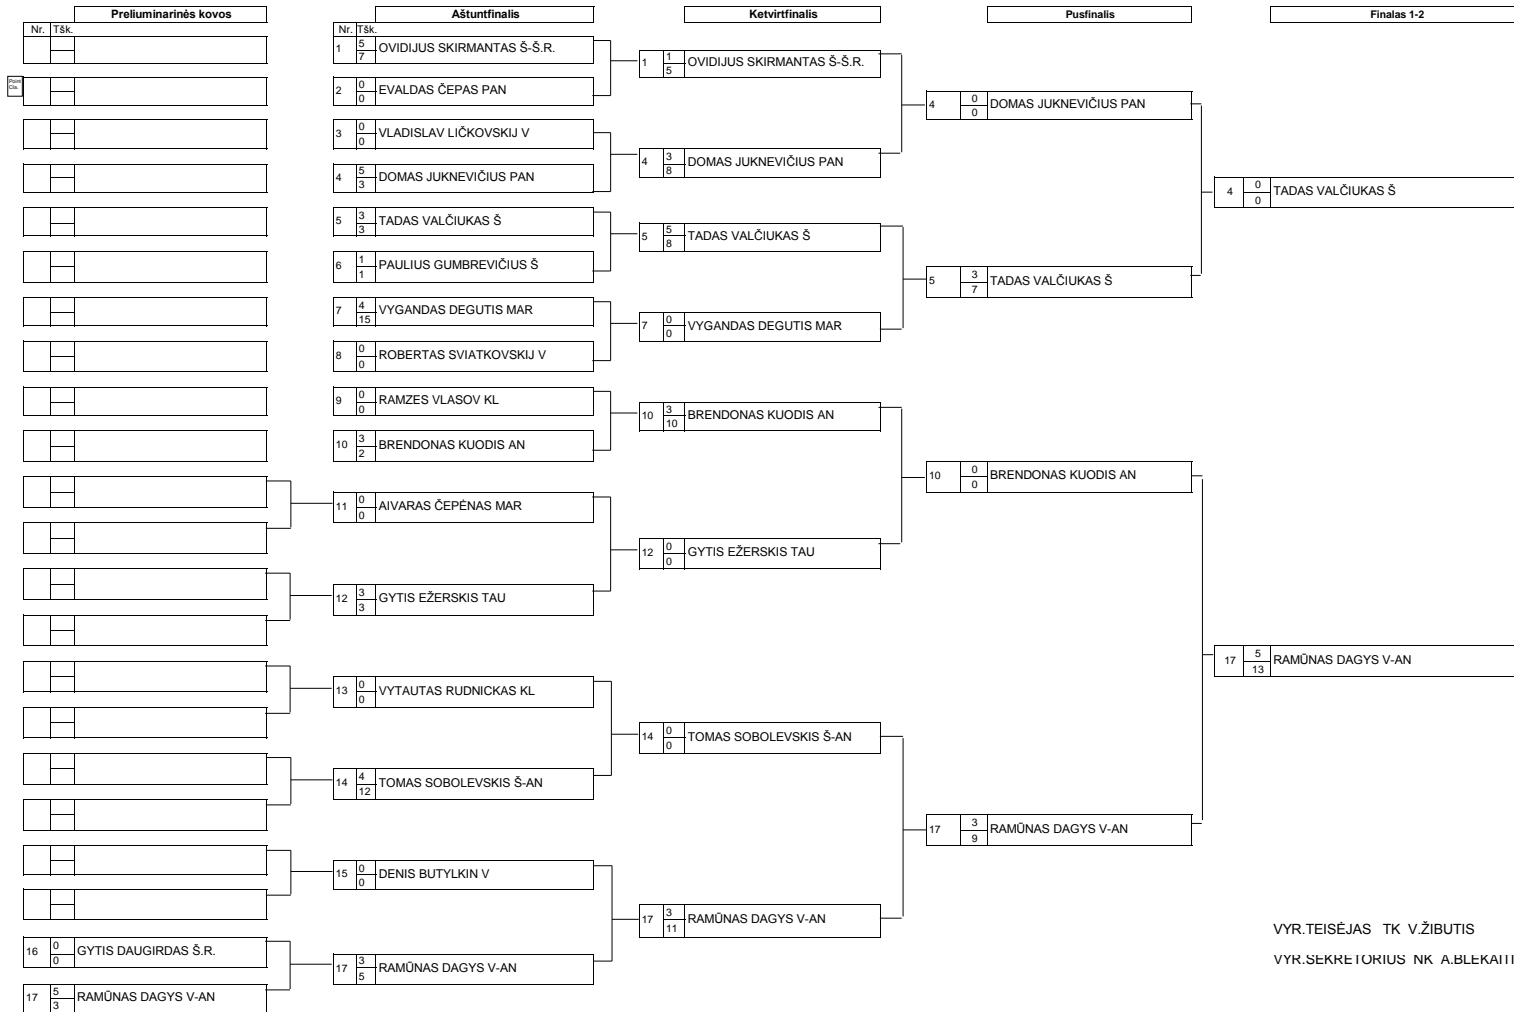 Preliuminarinės kovos
Aštuntfinalis
Ketvirtfinalis
Pusfinalis
Finalas 1-2
Nr. Tšk.
Nr. Tšk.
1 5 7 OVIDIJUS SKIRMANTAS Š-Š.R.
2 0 0 EVALDAS ČEPAS PAN
3 0 0 VLADISLAV LIČKOVSKIJ V
4 5 3 DOMAS JUKNEVIČIUS PAN
5 3 3 TADAS VALČIUKAS Š
6 1 1 PAULIUS GUMBREVIČIUS Š
7 4 15 VYGANDAS DEGUTIS MAR
8 0 0 ROBERTAS SVIATKOVSKIJ V
9 0 0 RAMZES VLASOV KL
10 3 2 BRENDONAS KUODIS AN
11 0 0 AIVARAS ČEPĖNAS MAR
12 3 3 GYTIS EŽERSKIS TAU
13 0 0 VYTAUTAS RUDNICKAS KL
14 4 12 TOMAS SOBOLEVSKIS Š-AN
15 0 0 DENIS BUTYLKIN V
16 0 0 GYTIS DAUGIRDAS Š.R.
17 5 3 RAMŪNAS DAGYS V-AN
17 3 5 RAMŪNAS DAGYS V-AN
1 1 5 OVIDIJUS SKIRMANTAS Š-Š.R.
4 3 8 DOMAS JUKNEVIČIUS PAN
5 5 8 TADAS VALČIUKAS Š
7 0 0 VYGANDAS DEGUTIS MAR
10 3 10 BRENDONAS KUODIS AN
12 0 0 GYTIS EŽERSKIS TAU
14 0 0 TOMAS SOBOLEVSKIS Š-AN
17 3 11 RAMŪNAS DAGYS V-AN
4 0 0 DOMAS JUKNEVIČIUS PAN
5 3 7 TADAS VALČIUKAS Š
10 0 0 BRENDONAS KUODIS AN
17 3 9 RAMŪNAS DAGYS V-AN
4 0 0 TADAS VALČIUKAS Š
17 5 13 RAMŪNAS DAGYS V-AN
VYR.TEISĖJAS TK V.ŽIBUTIS
VYR.SEKRETORIUS NK A.BLEKAITI